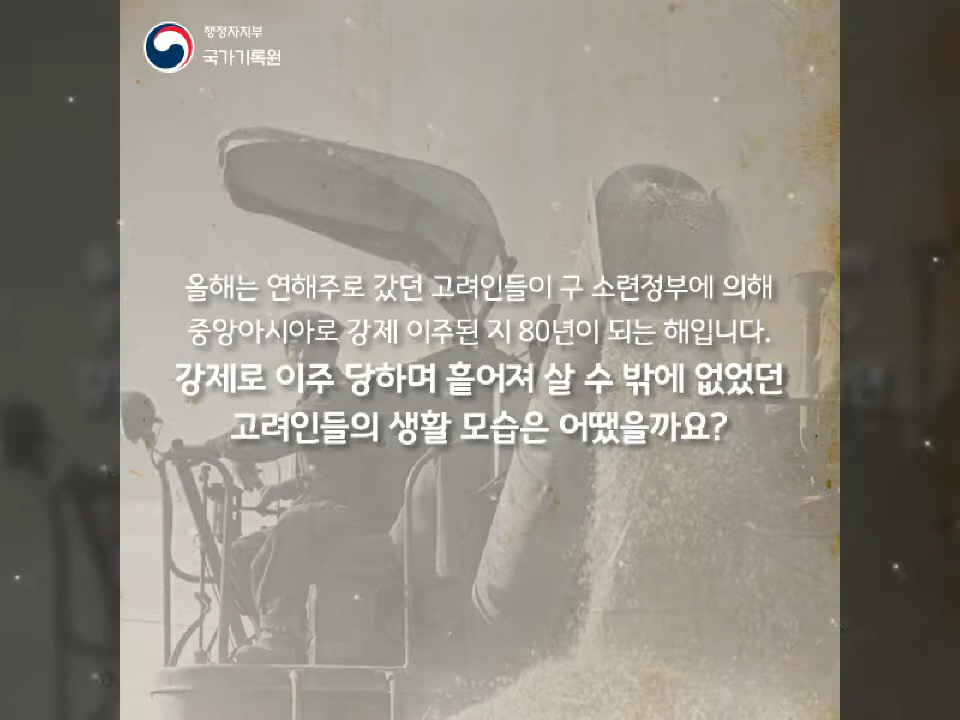 행정자치부
국가기록원
올해는 연해주로 갔던 고려인들이 구 소련정부에 의해
중앙아시아로 강제 이주된 지 80년이 되는 해입니다.
강제로 이주 당하며 흩어져 살 수 밖에 없었던
고려인들의 생활 모습은 어땠을까요?